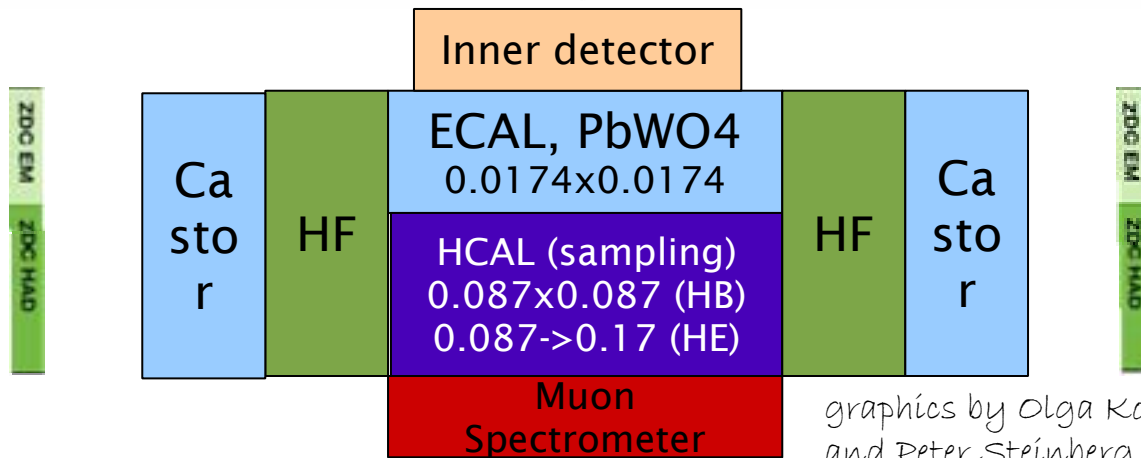 Inner detector
ZDC EM
ZDC HAD
Ca
sto
r
HF
ECAL, PbWO4
0.0174x0.0174
HCAL (sampling)
0.087x0.087 (HB)
0.087->0.17 (HE)
HF
Ca
sto
r
ZDC EM
ZDC HAD
Muon
Spectrometer
graphics by Olga
and Peter Steinberg